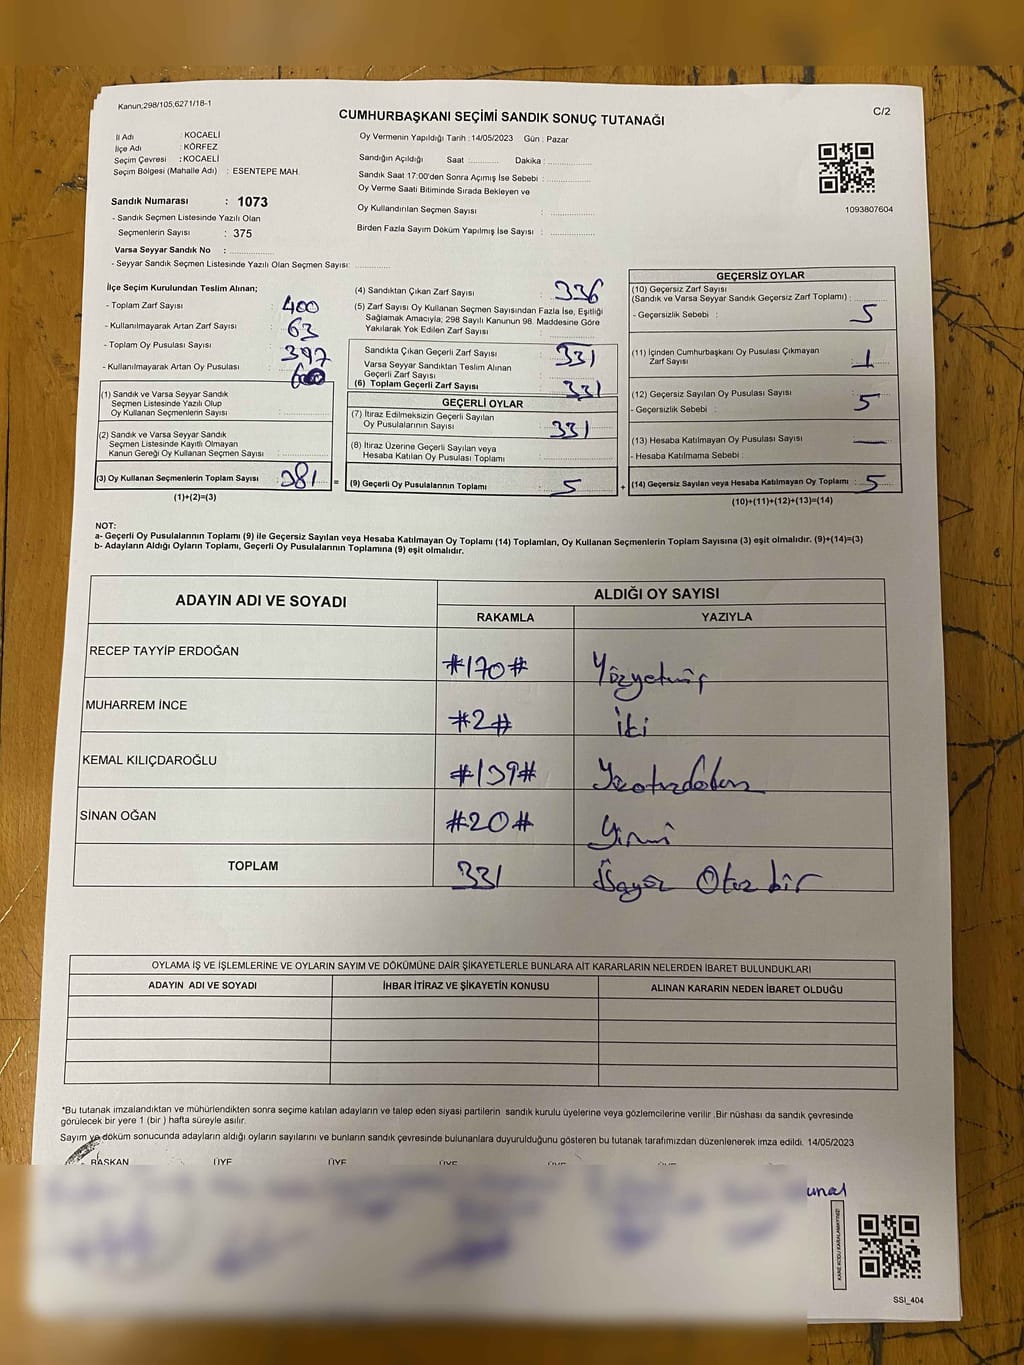 Kanun;298/105,6271/18-1
C/2
CUMHURBAŞKANI SEÇİMİ SANDIK SONUÇ TUTANAĞI
İl Adı : KOCAELİ
İlçe Adı : KÖRFEZ
Seçim Çevresi : KOCAELİ
Seçim Bölgesi (Mahalle Adı) : ESENTEPE MAH.
Sandık Numarası : 1073
- Sandık Seçmen Listesinde Yazılı Olan
Seçmenlerin Sayısı : 375
Varsa Seyyar Sandık No :
- Seyyar Sandık Seçmen Listesinde Yazılı Olan Seçmen Sayısı:
Oy Vermenin Yapıldığı Tarih : 14/05/2023 Gün : Pazar
Sandığın Açıldığı Saat Dakika :
Sandık Saat 17:00'den Sonra Açımış İse Sebebi :
Oy Verme Saati Bitiminde Sırada Bekleyen ve
Oy Kullandırılan Seçmen Sayısı :
Birden Fazla Sayım Döküm Yapılmış İse Sayısı :
1093807604
İlçe Seçim Kurulundan Teslim Alınan;
- Toplam Zarf Sayısı : 400
- Kullanılmayarak Artan Zarf Sayısı : 63
- Toplam Oy Pusulası Sayısı : 397
- Kullanılmayarak Artan Oy Pusulası :
(1) Sandık ve Varsa Seyyar Sandık
Seçmen Listesinde Yazılı Olup
Oy Kullanan Seçmenlerin Sayısı :
(2) Sandık ve Varsa Seyyar Sandık
Seçmen Listesinde Kayıtlı Olmayan
Kanun Gereği Oy Kullanan Seçmen Sayısı :
(3) Oy Kullanan Seçmenlerin Toplam Sayısı : 381
(1)+(2)=(3)
=
(4) Sandıktan Çıkan Zarf Sayısı : 336
(5) Zarf Sayısı Oy Kullanan Seçmen Sayısından Fazla İse, Eşitliği
Sağlamak Amacıyla; 298 Sayılı Kanunun 98. Maddesine Göre
Yakılarak Yok Edilen Zarf Sayısı :
Sandıkta Çıkan Geçerli Zarf Sayısı : 331
Varsa Seyyar Sandıktan Teslim Alınan
Geçerli Zarf Sayısı :
(6) Toplam Geçerli Zarf Sayısı : 331
GEÇERLİ OYLAR
(7) İtiraz Edilmeksizin Geçerli Sayılan
Oy Pusulalarının Sayısı : 331
(8) İtiraz Üzerine Geçerli Sayılan veya
Hesaba Katılan Oy Pusulası Toplamı :
(9) Geçerli Oy Pusulalarının Toplamı : 5
+
GEÇERSİZ OYLAR
(10) Geçersiz Zarf Sayısı
(Sandık ve Varsa Seyyar Sandık Geçersiz Zarf Toplamı) :
- Geçersizlik Sebebi : 5
(11) İçinden Cumhurbaşkanı Oy Pusulası Çıkmayan
Zarf Sayısı : 1
(12) Geçersiz Sayılan Oy Pusulası Sayısı : 5
- Geçersizlik Sebebi :
(13) Hesaba Katılmayan Oy Pusulası Sayısı : —
- Hesaba Katılmama Sebebi :
(14) Geçersiz Sayılan veya Hesaba Katılmayan Oy Toplamı : 5
(10)+(11)+(12)+(13)=(14)
NOT:
a- Geçerli Oy Pusulalarının Toplamı (9) ile Geçersiz Sayılan veya Hesaba Katılmayan Oy Toplamı (14) Toplamları, Oy Kullanan Seçmenlerin Toplam Sayısına (3) eşit olmalıdır. (9)+(14)=(3)
b- Adayların Aldığı Oyların Toplamı, Geçerli Oy Pusulalarının Toplamına (9) eşit olmalıdır.
ADAYIN ADI VE SOYADI
ALDIĞI OY SAYISI
RAKAMLA YAZIYLA
RECEP TAYYİP ERDOĞAN #170# Yüzyetmiş
MUHARREM İNCE #2# iki
KEMAL KILIÇDAROĞLU #139# Yüzotuzdokuz
SİNAN OĞAN #20# Yirmi
TOPLAM 331 Üçyüz Otuz bir
OYLAMA İŞ VE İŞLEMLERİNE VE OYLARIN SAYIM VE DÖKÜMÜNE DAİR ŞİKAYETLERLE BUNLARA AİT KARARLARIN NELERDEN İBARET BULUNDUKLARI
ADAYIN ADI VE SOYADI İHBAR İTİRAZ VE ŞİKAYETİN KONUSU ALINAN KARARIN NEDEN İBARET OLDUĞU
*Bu tutanak imzalandıktan ve mühürlendikten sonra seçime katılan adayların ve talep eden siyasi partilerin sandık kurulu üyelerine veya gözlemcilerine verilir .Bir nüshası da sandık çevresinde
görülecek bir yere 1 (bir ) hafta süreyle asılır.
Sayım ve döküm sonucunda adayların aldığı oyların sayılarını ve bunların sandık çevresinde bulunanlara duyurulduğunu gösteren bu tutanak tarafımızdan düzenlenerek imza edildi. 14/05/2023
BAŞKAN ÜYE ÜYE ÜYE ÜYE ÜYE
SSI_404